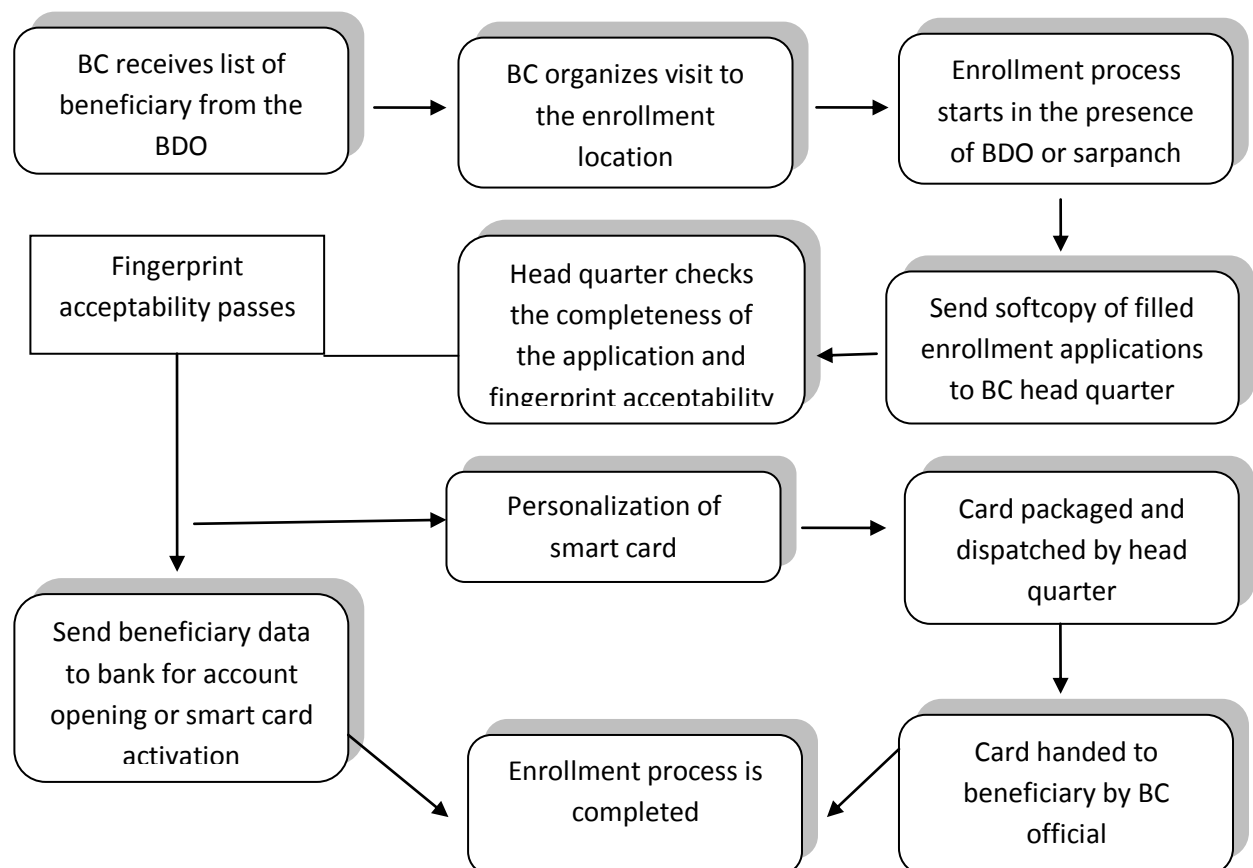 BC receives list of
beneficiary from the
BDO
BC organizes visit to
the enrollment
location
Enrollment process
starts in the presence
of BDO or sarpanch
Fingerprint
acceptability passes
Head quarter checks
the completeness of
the application and
fingerprint acceptability
Send softcopy of filled
enrollment applications
to BC head quarter
Personalization of
smart card
Card packaged and
dispatched by head
quarter
Send beneficiary data
to bank for account
opening or smart card
activation
Enrollment process is
completed
Card handed to
beneficiary by BC
official